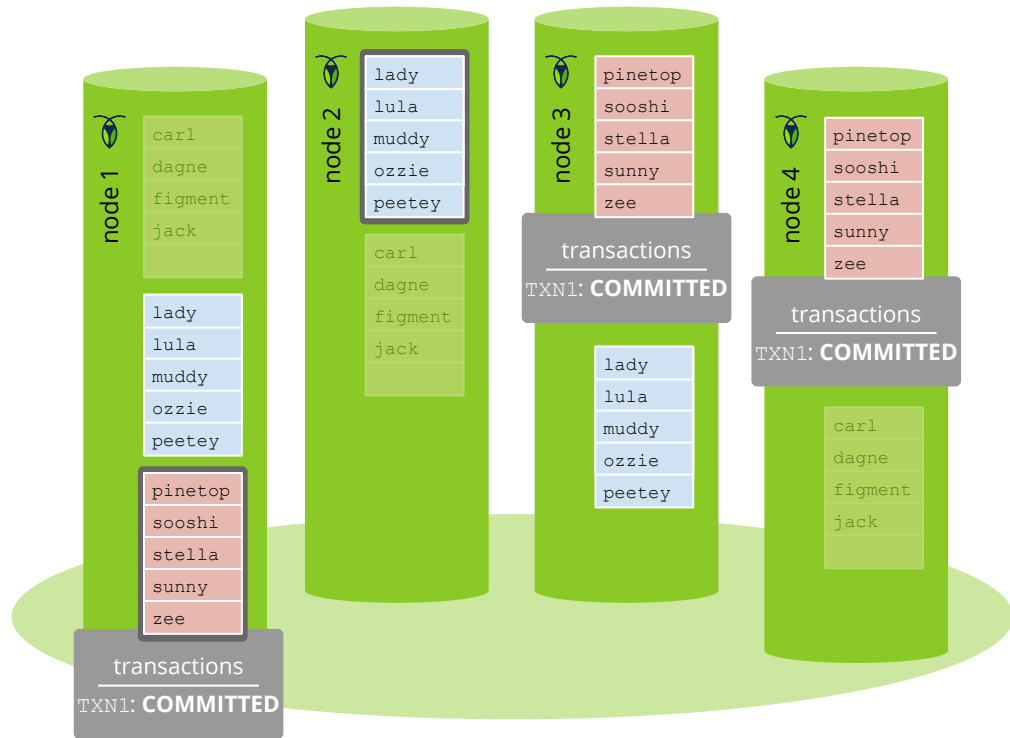 node 1
carl
dagne
figment
jack
lady
lula
muddy
ozzie
peetey
pinetop
sooshi
stella
sunny
zee
transactions
TXN1: COMMITTED
node 2
lady
lula
muddy
ozzie
peetey
carl
dagne
figment
jack
node 3
pinetop
sooshi
stella
sunny
zee
transactions
TXN1: COMMITTED
lady
lula
muddy
ozzie
peetey
node 4
pinetop
sooshi
stella
sunny
zee
transactions
TXN1: COMMITTED
carl
dagne
figment
jack